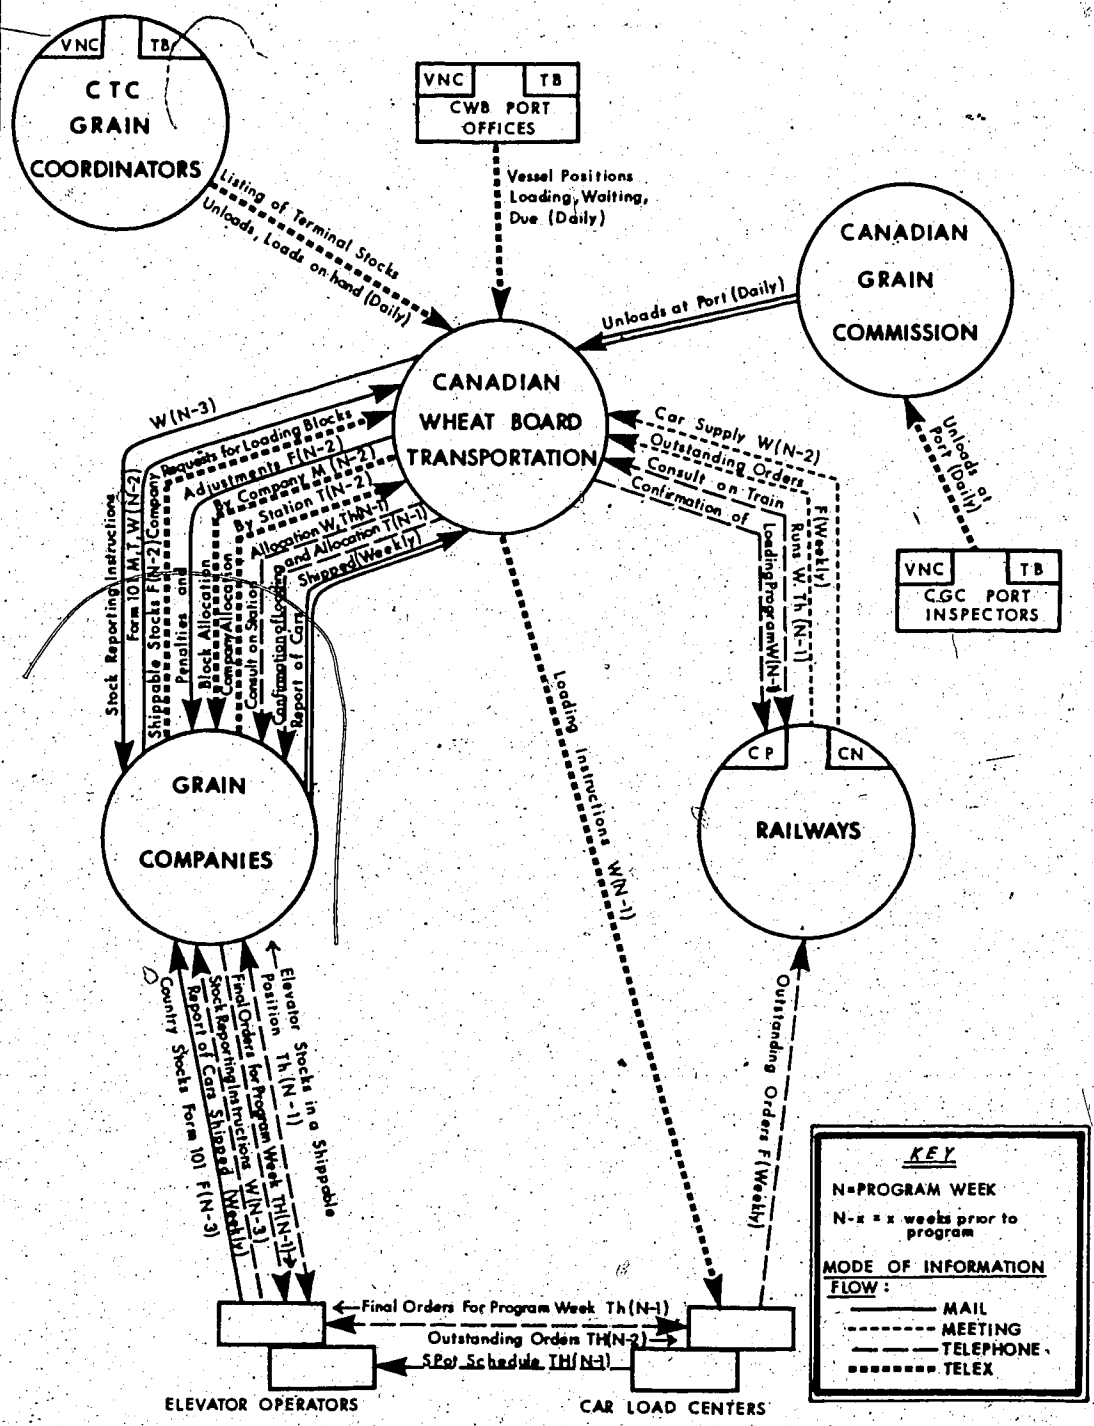 VNC TB
CTC
GRAIN
COORDINATORS
VNC TB
CWB PORT
OFFICES
Listing of Terminal Stocks
Unloads, Loads on-hand (Daily)
Vessel Positions
Loading, Waiting,
Due (Daily)
CANADIAN
GRAIN
COMMISSION
Unloads at Port (Daily)
Unloads at
Port (Daily)
VNC TB
C.G.C PORT
INSPECTORS
CANADIAN
WHEAT BOARD
TRANSPORTATION
W(N-3)
Stock Reporting Instructions
Form 101 M.T. W(N-2)
Requests for Loading Blocks
Shippable Stocks F(N-2) Company
Adjustments F(N-2)
Penalties and
By Company M(N-2)
Block Allocation
By Station T(N-2)
Company Allocation
Allocation W,Th(N-1)
Consult on Station
and Allocation T(N-1)
Confirmation of Loading
Shipped(Weekly)
Report of Cars
Car Supply W(N-2)
Outstanding Orders
F(Weekly)
Consult on Train
Runs W, Th (N-1)
Confirmation of
Loading Program W(N-1)
Loading Instructions W(N-1)
GRAIN
COMPANIES
CP CN
RAILWAYS
Country Stocks Form 101 F(N-3)
Report of Cars Shipped (Weekly)
Stock Reporting Instructions W(N-3)
Final Orders for Program Week TH(N-1)
Elevator Stocks in a Shippable
Position Th.(N-1)
Outstanding Orders F(Weekly)
Final Orders For Program Week Th(N-1)
Outstanding Orders TH(N-2)
SPot Schedule TH(N-1)
ELEVATOR OPERATORS
CAR LOAD CENTERS
KEY
N=PROGRAM WEEK
N-x = x weeks prior to
program
MODE OF INFORMATION
FLOW:
MAIL
MEETING
TELEPHONE
TELEX